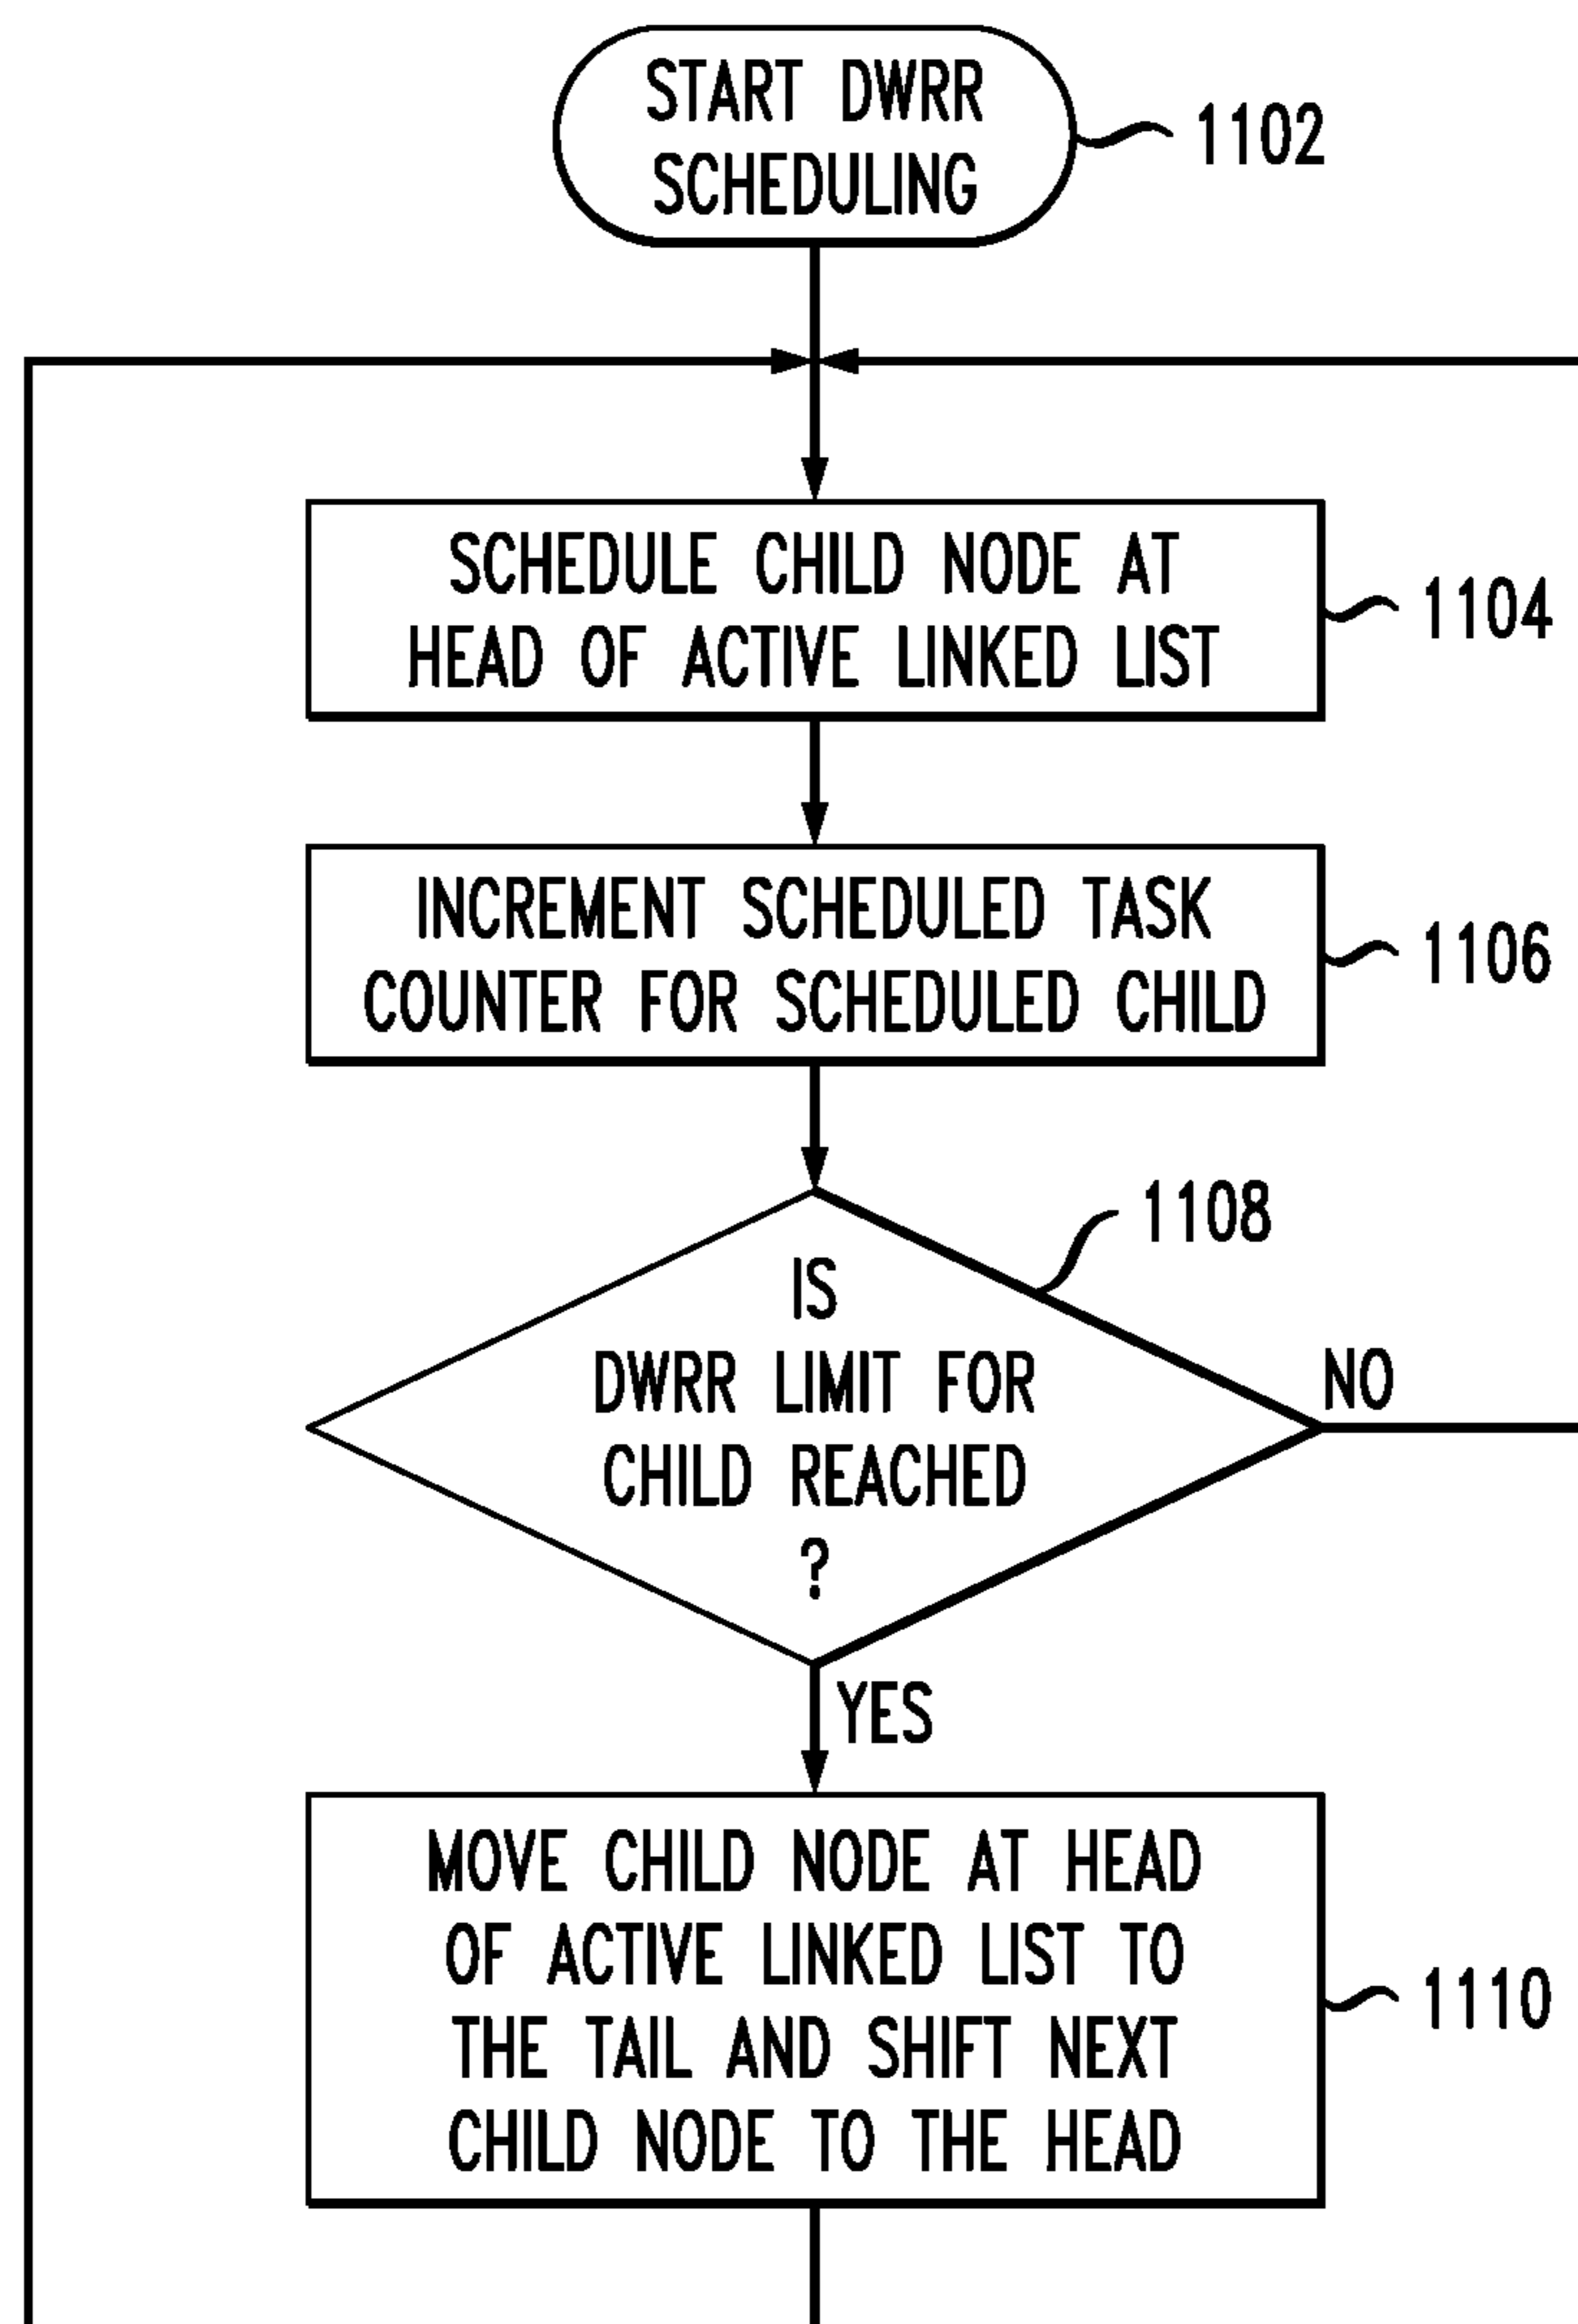 START DWRR
SCHEDULING
1102
SCHEDULE CHILD NODE AT
HEAD OF ACTIVE LINKED LIST
1104
INCREMENT SCHEDULED TASK
COUNTER FOR SCHEDULED CHILD
1106
1108
IS
DWRR LIMIT FOR
CHILD REACHED
?
NO
YES
MOVE CHILD NODE AT HEAD
OF ACTIVE LINKED LIST TO
THE TAIL AND SHIFT NEXT
CHILD NODE TO THE HEAD
1110